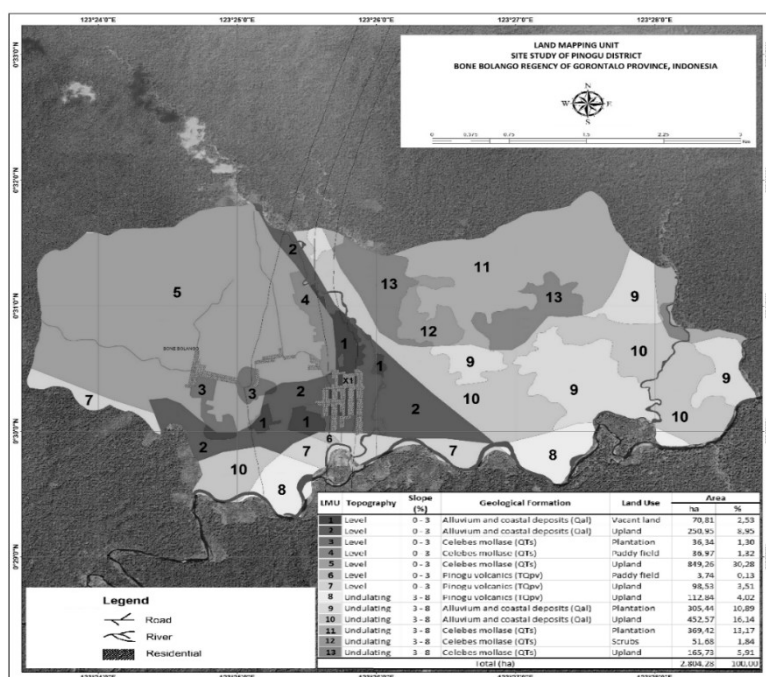 123°24'0"E 123°25'0"E 123°26'0"E 123°27'0"E 123°28'0"E
LAND MAPPING UNIT
SITE STUDY OF PINOGU DISTRICT
BONE BOLANGO REGENCY OF GORONTALO PROVINCE, INDONESIA
N
W E
S
0 0,375 0,75 1,5 2,25 3
2
11
5
4
13
13
9
12
1
1
10
BONE BOLANGO
9
X1
3
3
2
9
9
7
10
2
1
1
10
6
2
7
7
9
10
8
8
LMU Topography Slope (%) Geological Formation Land Use Area
ha %
1 Level 0 - 3 Alluvium and coastal deposits (Qal) Vacant land 70,81 2,53
2 Level 0 - 3 Alluvium and coastal deposits (Qal) Upland 250,95 8,95
3 Level 0 - 3 Celebes mollase (QTs) Plantation 36,34 1,30
4 Level 0 - 3 Celebes mollase (QTs) Paddy field 36,97 1,32
5 Level 0 - 3 Celebes mollase (QTs) Upland 849,26 30,28
6 Level 0 - 3 Pinogu volcanics (TQpv) Paddy field 3,74 0,13
7 Level 0 - 3 Pinogu volcanics (TQpv) Upland 98,53 3,51
8 Undulating 3 - 8 Pinogu volcanics (TQpv) Upland 112,84 4,02
9 Undulating 3 - 8 Alluvium and coastal deposits (Qal) Plantation 305,44 10,89
10 Undulating 3 - 8 Alluvium and coastal deposits (Qal) Upland 452,57 16,14
11 Undulating 3 - 8 Celebes mollase (QTs) Plantation 369,42 13,17
12 Undulating 3 - 8 Celebes mollase (QTs) Scrubs 51,68 1,84
13 Undulating 3 8 Celebes mollase (QTs) Upland 165,73 5,91
Total (ha) 2.804,28 100,00
Legend
Road
River
Residential